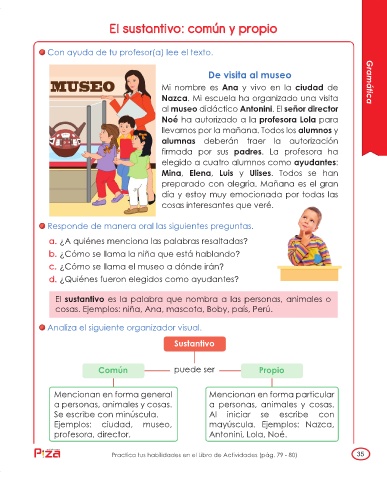 El sustantivo: común y propio
Con ayuda de tu profesor(a) lee el texto.
Gramática
MUSEO
De visita al museo
Mi nombre es Ana y vivo en la ciudad de
Nazca. Mi escuela ha organizado una visita
al museo didáctico Antonini. El señor director
Noé ha autorizado a la profesora Lola para
llevarnos por la mañana. Todos los alumnos y
alumnas deberán traer la autorización
firmada por sus padres. La profesora ha
elegido a cuatro alumnos como ayudantes:
Mina, Elena, Luis y Ulises. Todos se han
preparado con alegría. Mañana es el gran
día y estoy muy emocionada por todas las
cosas interesantes que veré.
Responde de manera oral las siguientes preguntas.
a. ¿A quiénes menciona las palabras resaltadas?
b. ¿Cómo se llama la niña que está hablando?
c. ¿Cómo se llama el museo a dónde irán?
d. ¿Quiénes fueron elegidos como ayudantes?
El sustantivo es la palabra que nombra a las personas, animales o
cosas. Ejemplos: niña, Ana, mascota, Boby, país, Perú.
Analiza el siguiente organizador visual.
Sustantivo
Común puede ser Propio
Mencionan en forma general
a personas, animales y cosas.
Se escribe con minúscula.
Ejemplos: ciudad, museo,
profesora, director.
Mencionan en forma particular
a personas, animales y cosas.
Al iniciar se escribe con
mayúscula. Ejemplos: Nazca,
Antonini, Lola, Noé.
Practica tus habilidades en el Libro de Actividades (pág. 79 - 80)
35